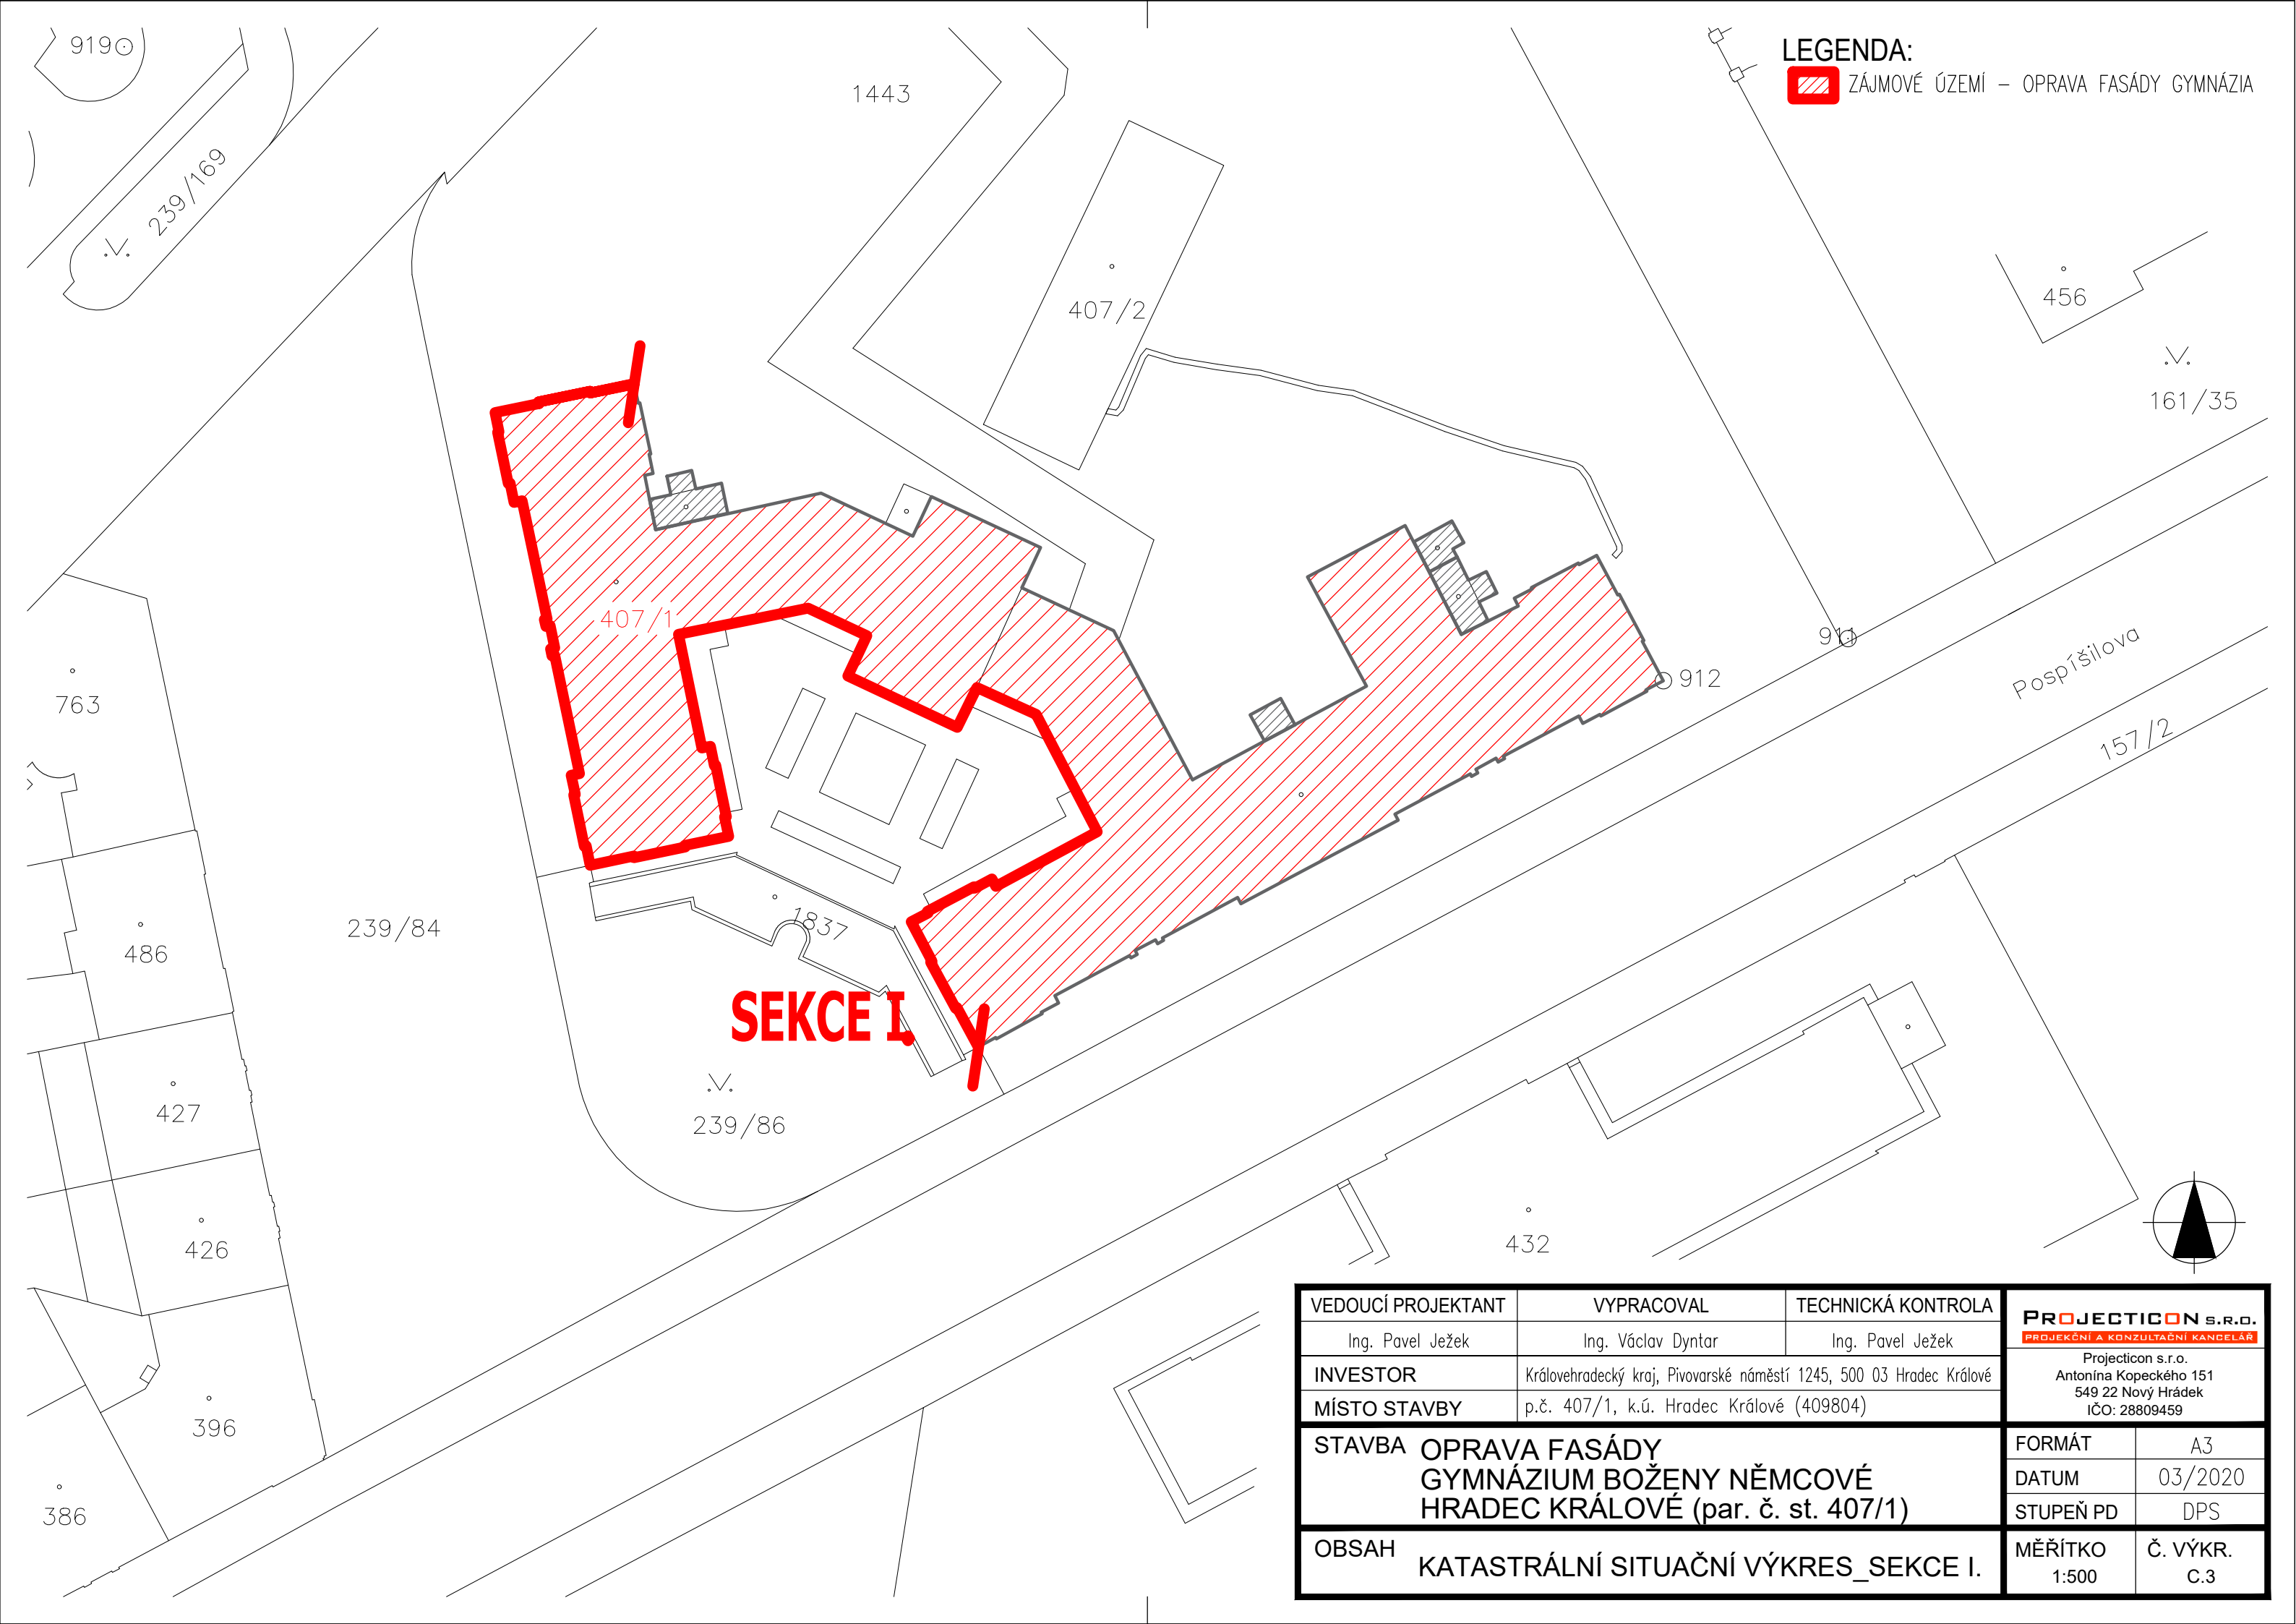 919
1443
LEGENDA:
ZÁJMOVÉ ÚZEMÍ – OPRAVA FASÁDY GYMNÁZIA
239/169
407/2
456
161/35
407/1
911
912
Pospíšilova
157/2
763
239/84
486
1837
SEKCE I.
427
239/86
426
432
396
386
VEDOUCÍ PROJEKTANT VYPRACOVAL TECHNICKÁ KONTROLA
Ing. Pavel Ježek Ing. Václav Dyntar Ing. Pavel Ježek
INVESTOR Královehradecký kraj, Pivovarské náměstí 1245, 500 03 Hradec Králové
MÍSTO STAVBY p.č. 407/1, k.ú. Hradec Králové (409804)
PROJECTICON S.R.O.
PROJEKČNÍ A KONZULTAČNÍ KANCELÁŘ
Projecticon s.r.o.
Antonína Kopeckého 151
549 22 Nový Hrádek
IČO: 28809459
STAVBA OPRAVA FASÁDY
GYMNÁZIUM BOŽENY NĚMCOVÉ
HRADEC KRÁLOVÉ (par. č. st. 407/1)
FORMÁT A3
DATUM 03/2020
STUPEŇ PD DPS
OBSAH KATASTRÁLNÍ SITUAČNÍ VÝKRES_SEKCE I.
MĚŘÍTKO Č. VÝKR.
1:500 C.3